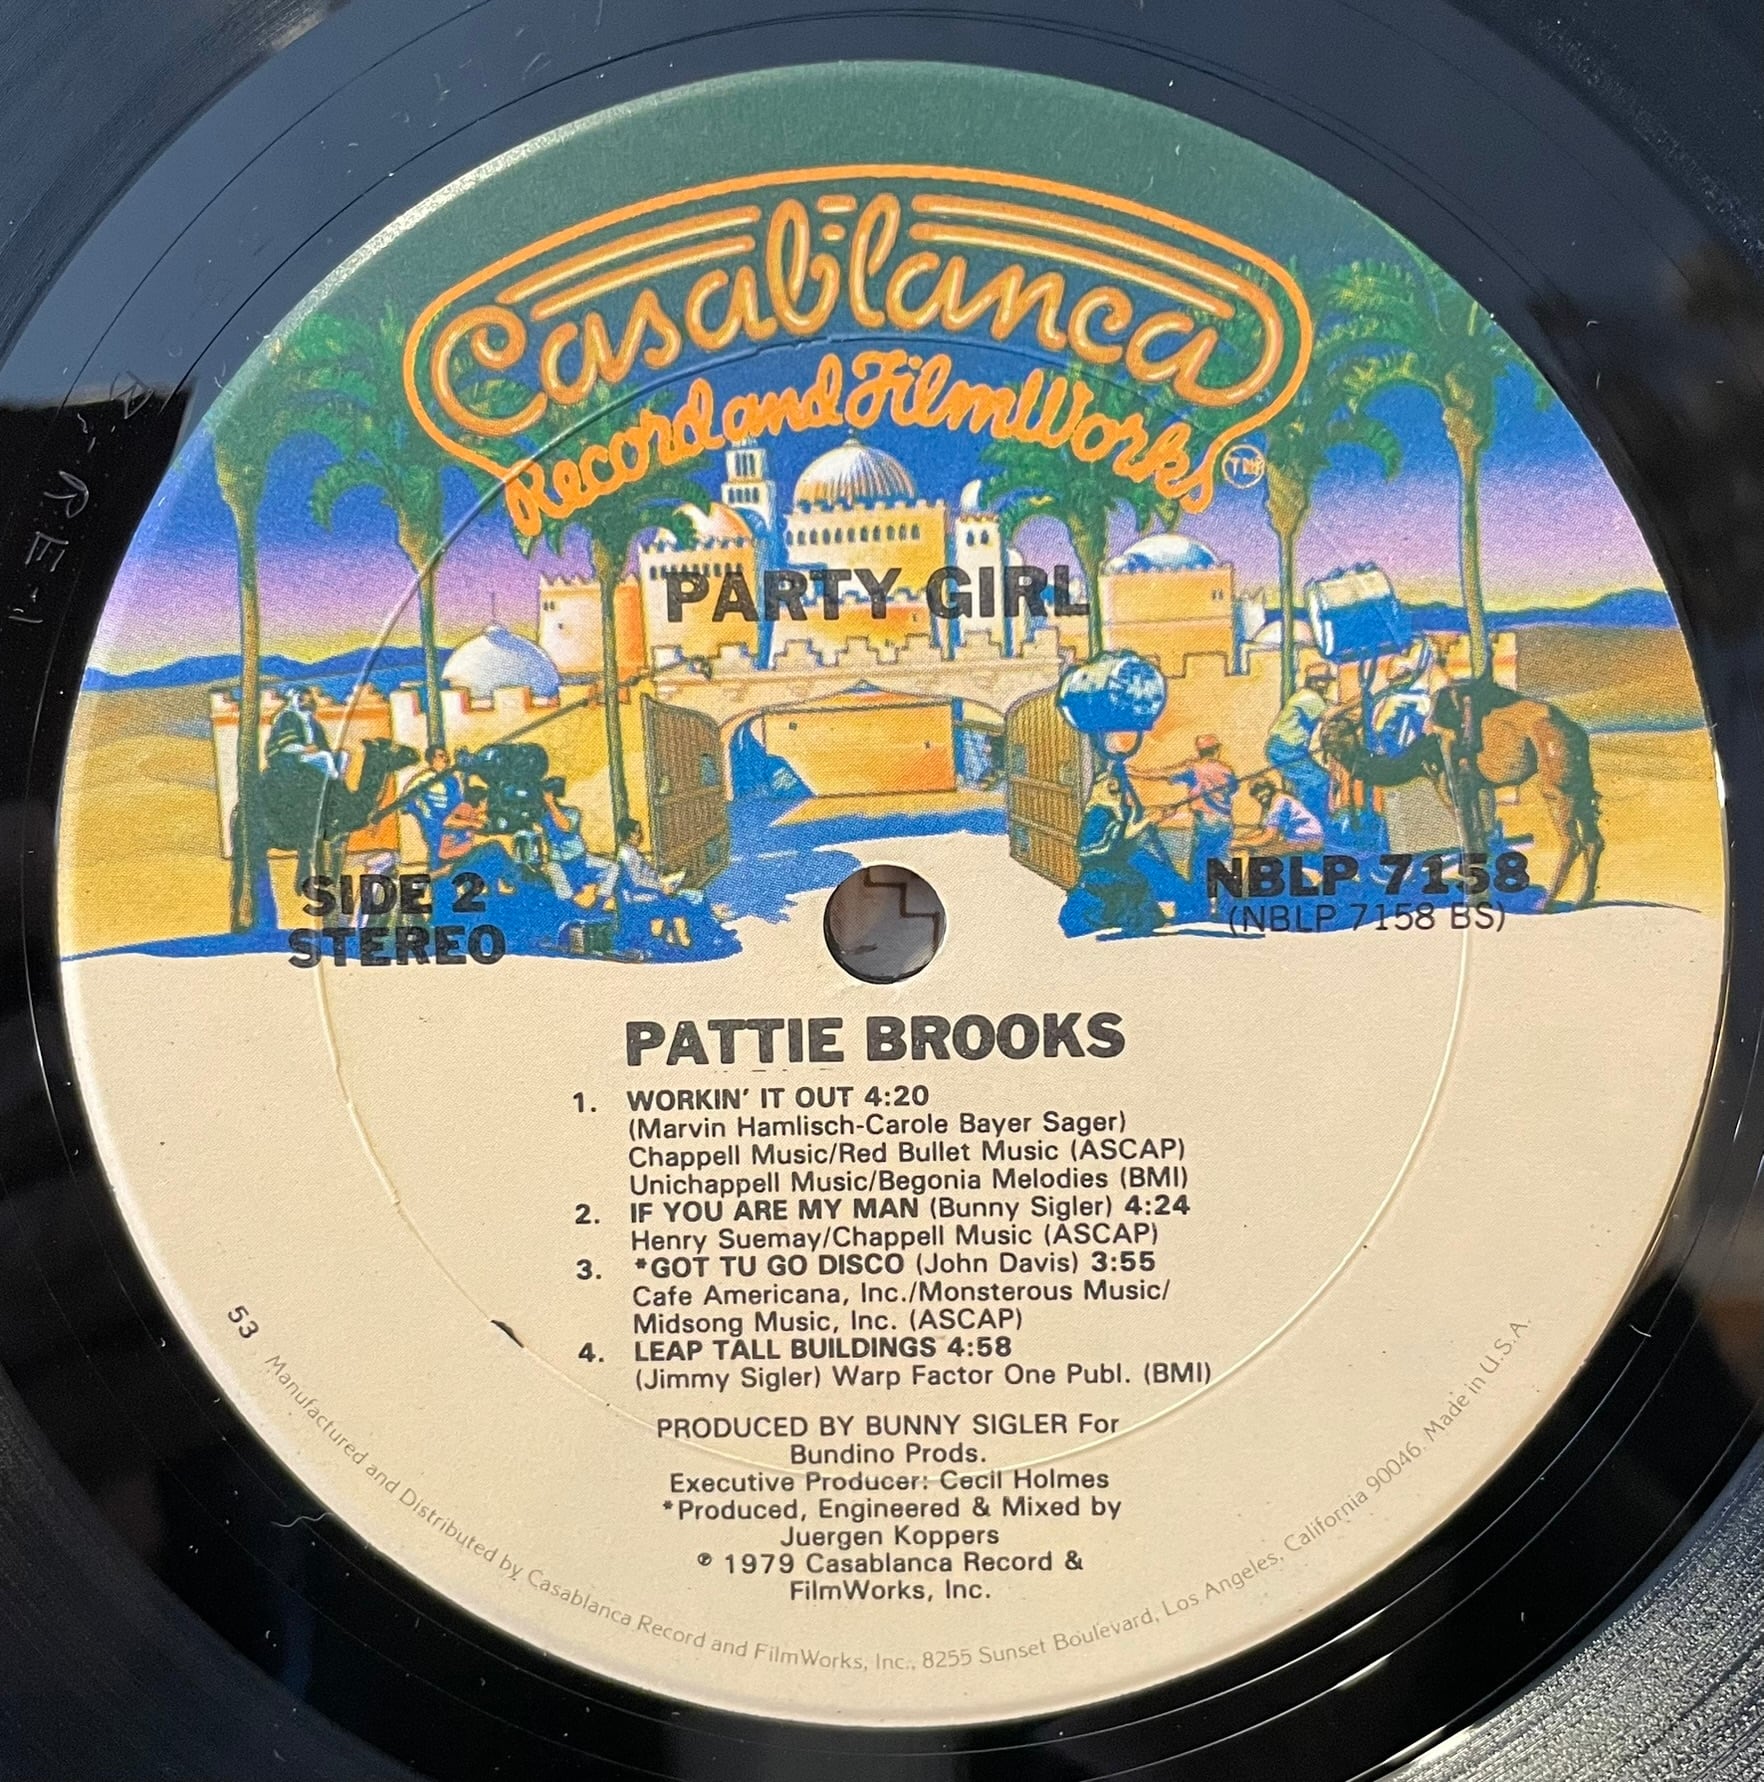 Casablanca
Record and FilmWorks
TM
PARTY GIRL
SIDE 2
STEREO
NBLP 7158
(NBLP 7158 BS)
PATTIE BROOKS
1. WORKIN' IT OUT 4:20
(Marvin Hamlisch-Carole Bayer Sager)
Chappell Music/Red Bullet Music (ASCAP)
Unichappell Music/Begonia Melodies (BMI)
2. IF YOU ARE MY MAN (Bunny Sigler) 4:24
Henry Suemay/Chappell Music (ASCAP)
3. *GOT TU GO DISCO (John Davis) 3:55
Cafe Americana, Inc./Monsterous Music/
Midsong Music, Inc. (ASCAP)
4. LEAP TALL BUILDINGS 4:58
(Jimmy Sigler) Warp Factor One Publ. (BMI)
PRODUCED BY BUNNY SIGLER For
Bundino Prods.
Executive Producer: Cecil Holmes
*Produced, Engineered & Mixed by
Juergen Koppers
℗ 1979 Casablanca Record &
FilmWorks, Inc.
53
Manufactured and Distributed by Casablanca Record and FilmWorks, Inc., 8255 Sunset Boulevard, Los Angeles, California 90046. Made in U.S.A.